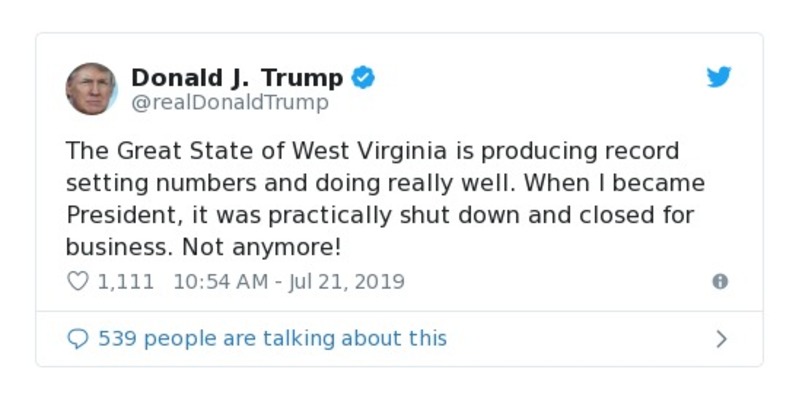 Donald J. Trump
@realDonaldTrump
The Great State of West Virginia is producing record
setting numbers and doing really well. When I became
President, it was practically shut down and closed for
business. Not anymore!
1,111 10:54 AM - Jul 21, 2019
539 people are talking about this